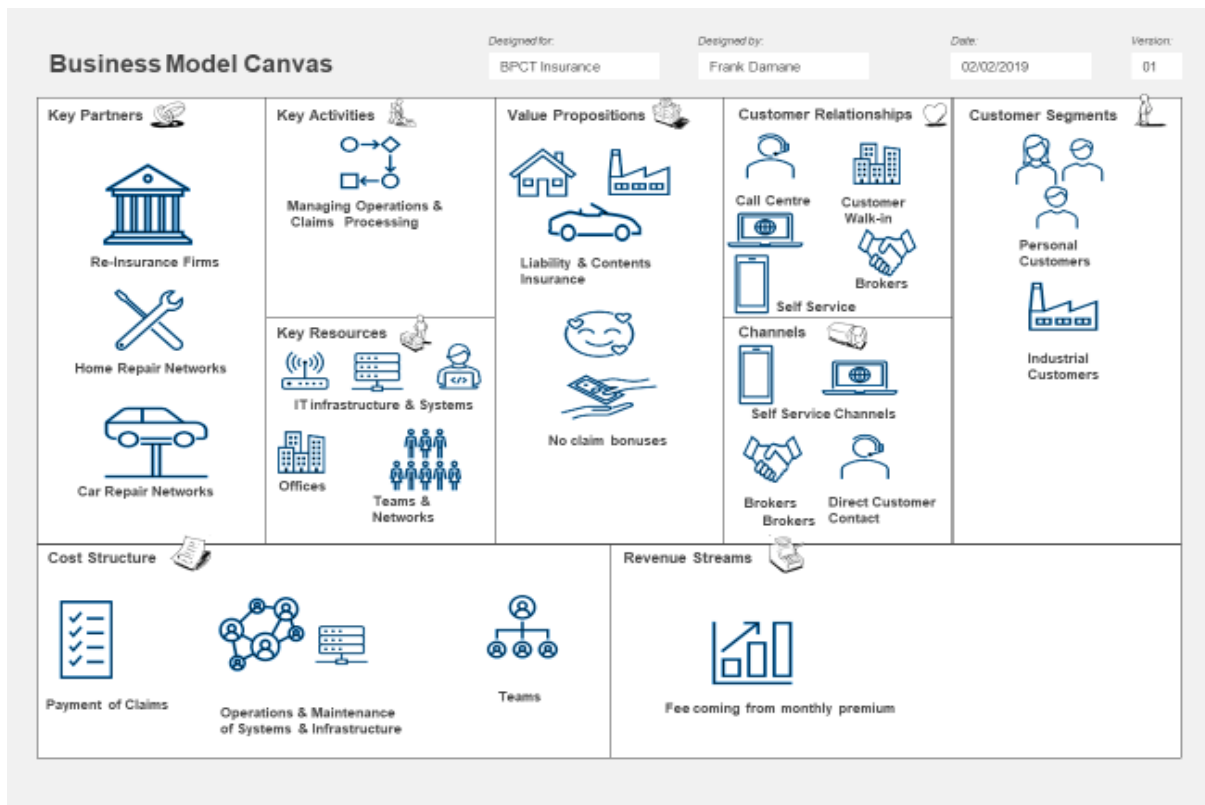 Business Model Canvas
Designed for:
BPCT Insurance
Designed by:
Frank Damane
Date:
02/02/2019
Version:
01
Key Partners
Re-Insurance Firms
Home Repair Networks
Car Repair Networks
Key Activities
Managing Operations &
Claims Processing
Key Resources
IT infrastructure & Systems
Offices
Teams &
Networks
Value Propositions
Liability & Contents
Insurance
No claim bonuses
Customer Relationships
Call Centre
Customer
Walk-in
Brokers
Self Service
Channels
Self Service Channels
Brokers
Brokers
Direct Customer
Contact
Customer Segments
Personal
Customers
Industrial
Customers
Cost Structure
Payment of Claims
Operations & Maintenance
of Systems & Infrastructure
Teams
Revenue Streams
Fee coming from monthly premium